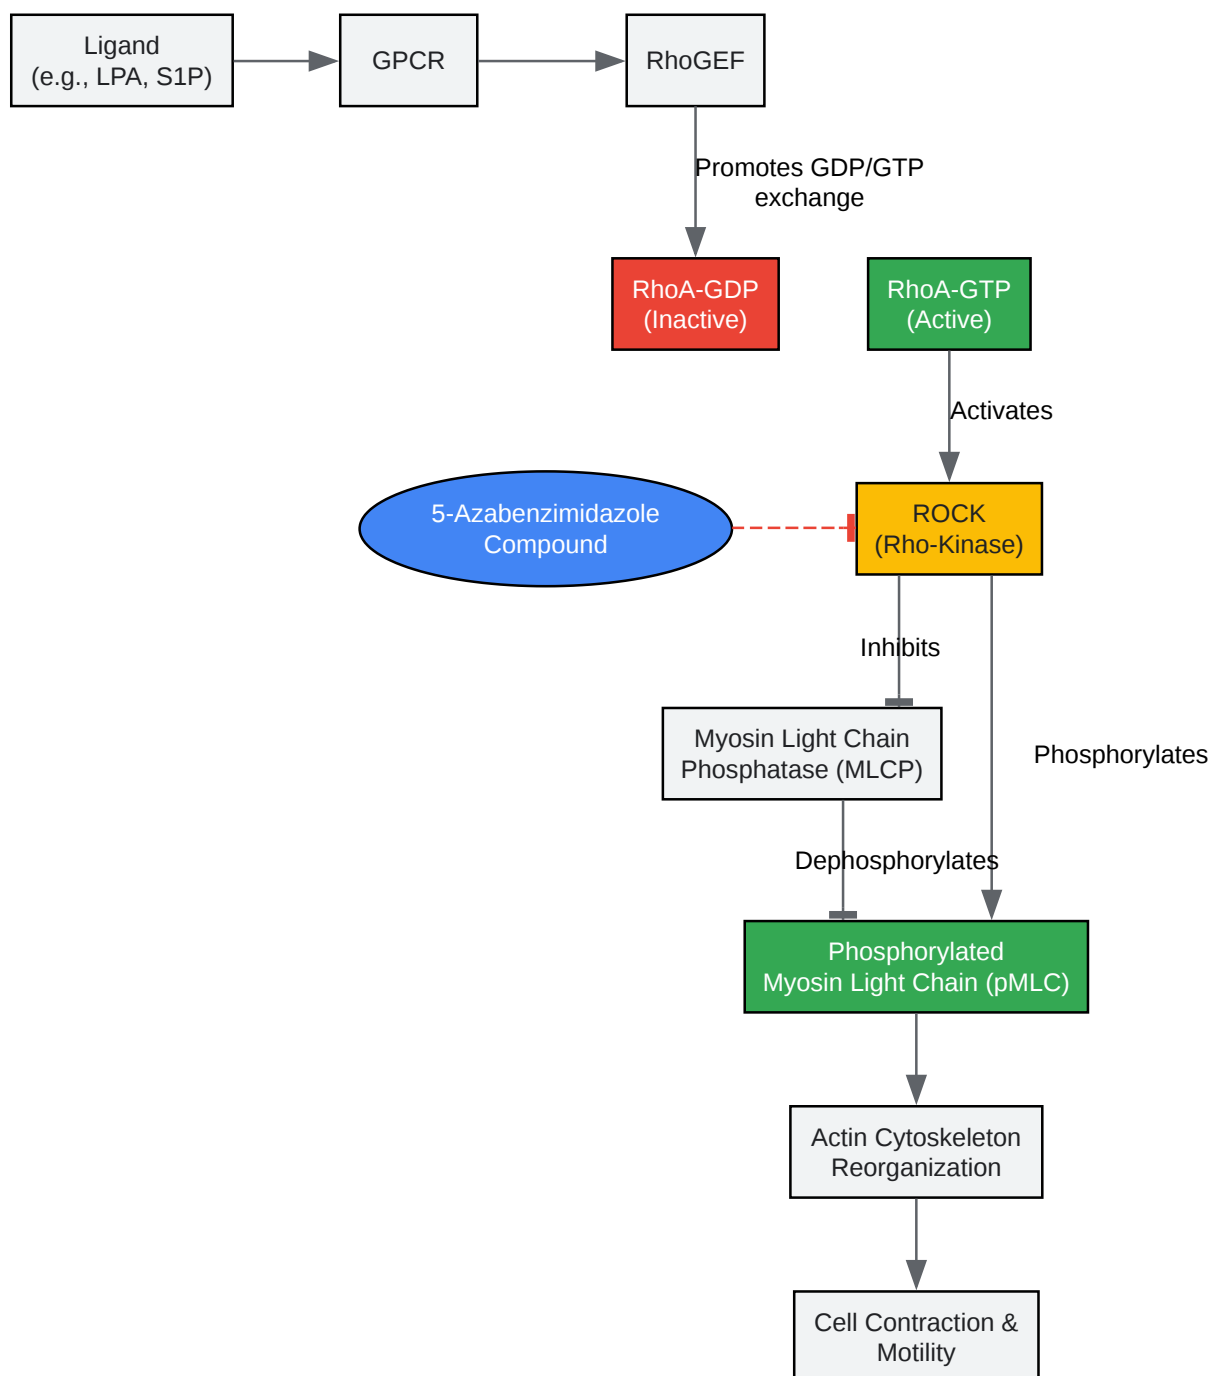 Ligand
(e.g., LPA, S1P)
GPCR
RhoGEF
Promotes GDP/GTP
exchange
RhoA-GDP
(Inactive)
RhoA-GTP
(Active)
Activates
5-Azabenzimidazole
Compound
ROCK
(Rho-Kinase)
Inhibits
Myosin Light Chain
Phosphatase (MLCP)
Phosphorylates
Dephosphorylates
Phosphorylated
Myosin Light Chain (pMLC)
Actin Cytoskeleton
Reorganization
Cell Contraction &
Motility